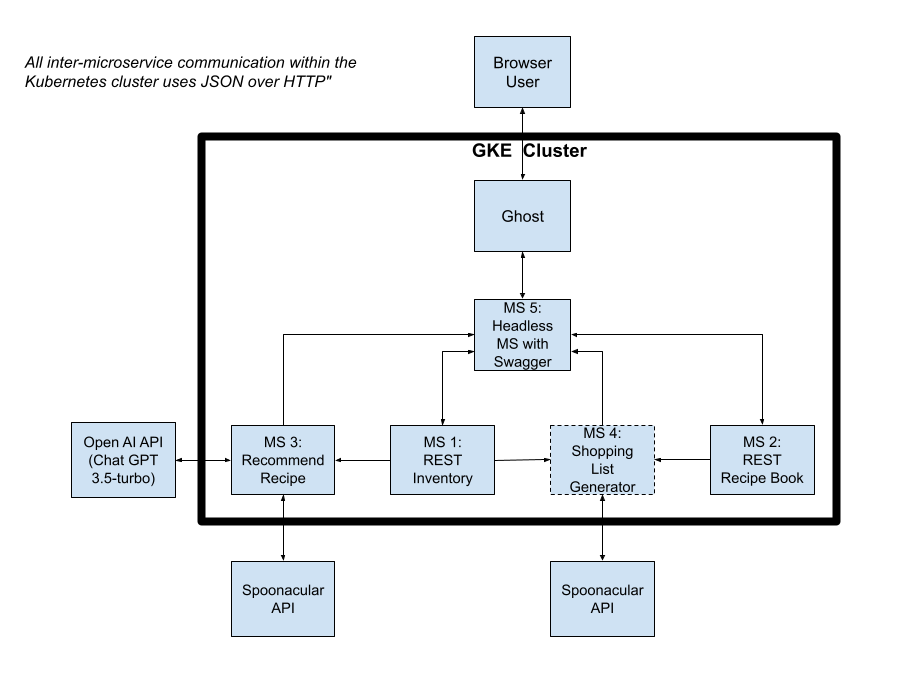 All inter-microservice communication within the
Kubernetes cluster uses JSON over HTTP"
Browser
User
GKE Cluster
Ghost
MS 5:
Headless
MS with
Swagger
Open AI API
(Chat GPT
3.5-turbo)
MS 3:
Recommend
Recipe
MS 1:
REST
Inventory
MS 4:
Shopping
List
Generator
MS 2:
REST
Recipe Book
Spoonacular
API
Spoonacular
API